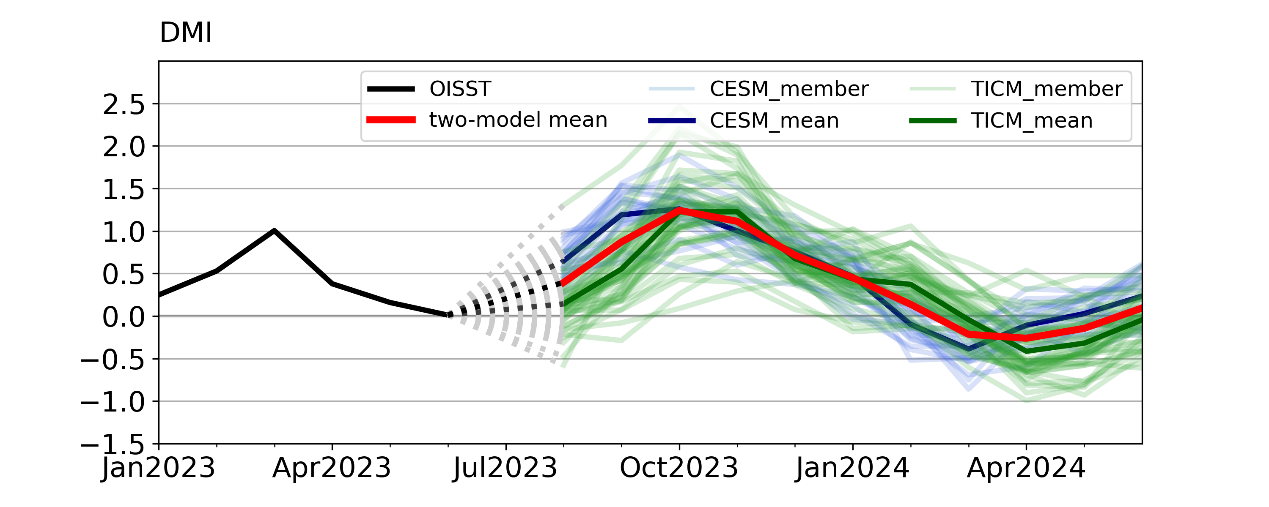 DMI
OISST CESM_member TICM_member
two-model mean CESM_mean TICM_mean
2.5
2.0
1.5
1.0
0.5
0.0
−0.5
−1.0
−1.5
Jan2023 Apr2023 Jul2023 Oct2023 Jan2024 Apr2024